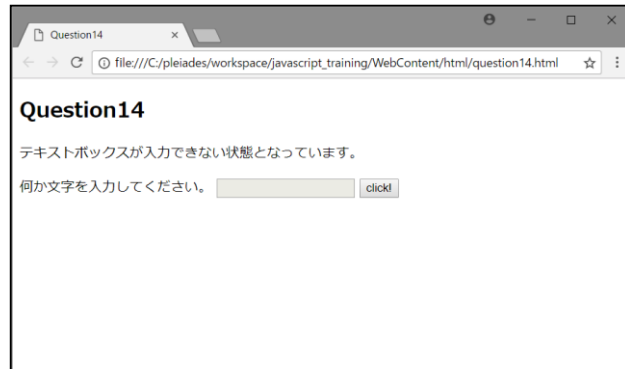 Question14
file:///C:/pleiades/workspace/javascript_training/WebContent/html/question14.html
Question14
テキストボックスが入力できない状態となっています。
何か文字を入力してください。 click!